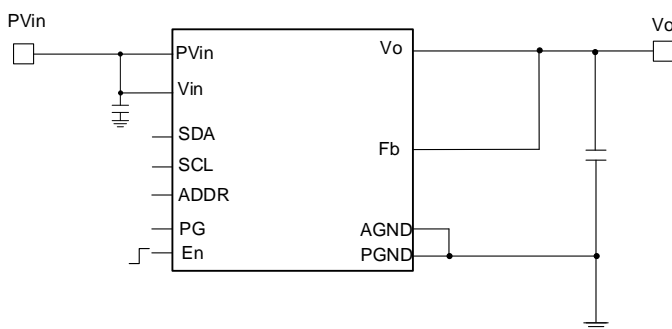 PVin
Vo
PVin
Vo
Vin
SDA
Fb
SCL
ADDR
PG
AGND
En
PGND